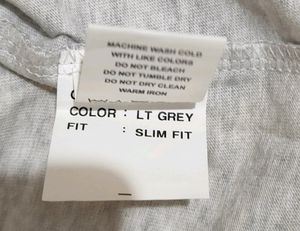 MACHINE WASH COLD
WITH LIKE COLORS
DO NOT BLEACH
DO NOT TUMBLE DRY
DO NOT DRY CLEAN
WARM IRON
COLOR : LT GREY
FIT : SLIM FIT